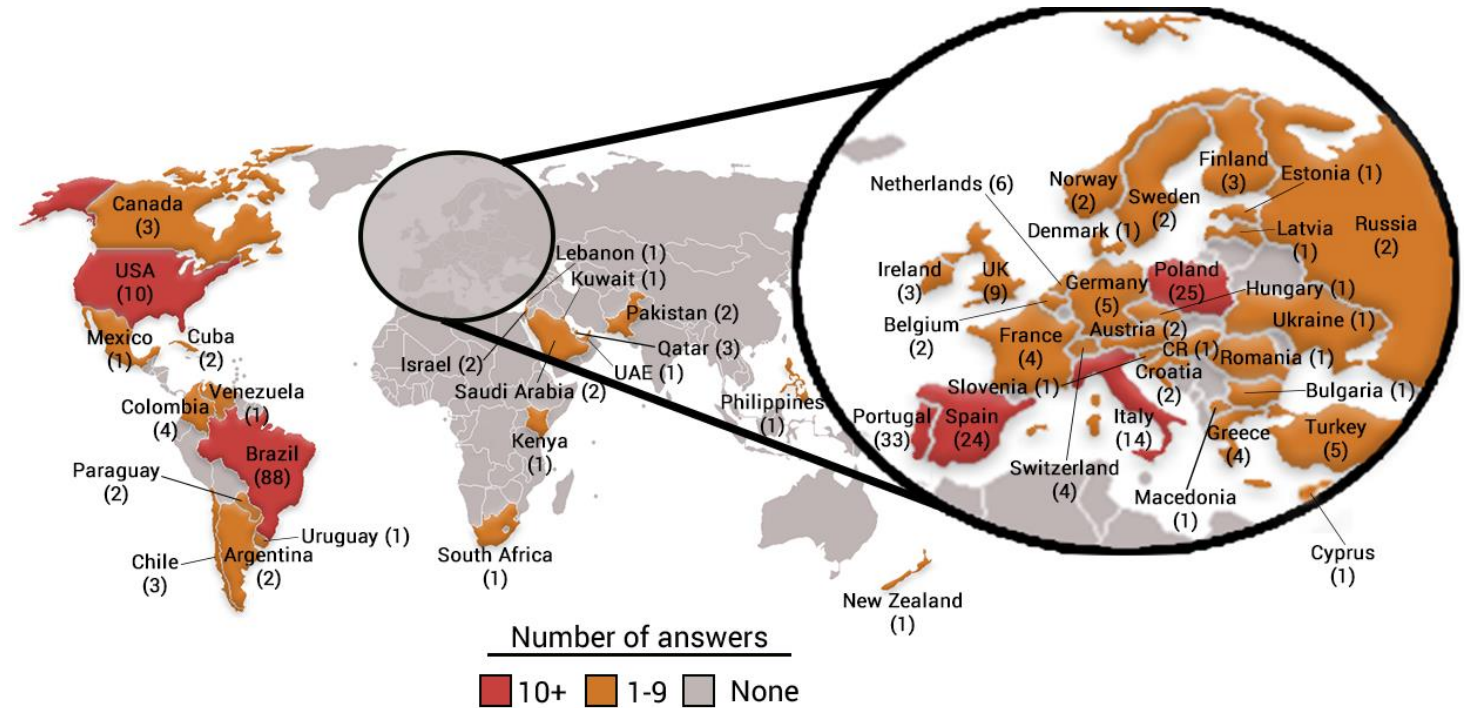 Canada
(3)
USA
(10)
Mexico
(1)
Cuba
(2)
Venezuela
(1)
Colombia
(4)
Brazil
(88)
Paraguay
(2)
Uruguay (1)
Chile
(3)
Argentina
(2)
Lebanon (1)
Kuwait (1)
Pakistan (2)
Israel (2)
Qatar (3)
UAE (1)
Saudi Arabia (2)
Philippines
(1)
Kenya
(1)
South Africa
(1)
New Zealand
(1)
Netherlands (6)
Norway
(2)
Sweden
(2)
Finland
(3)
Estonia (1)
Denmark (1)
Latvia
(1)
Russia
(2)
Ireland
(3)
UK
(9)
Germany
(5)
Poland
(25)
Hungary (1)
Belgium
(2)
France
(4)
Austria (2)
Ukraine (1)
CR (1)
Romania (1)
Slovenia (1)
Croatia
(2)
Bulgaria (1)
Portugal
(33)
Spain
(24)
Italy
(14)
Greece
(4)
Turkey
(5)
Switzerland
(4)
Macedonia
(1)
Cyprus
(1)
Number of answers
10+ 1-9 None